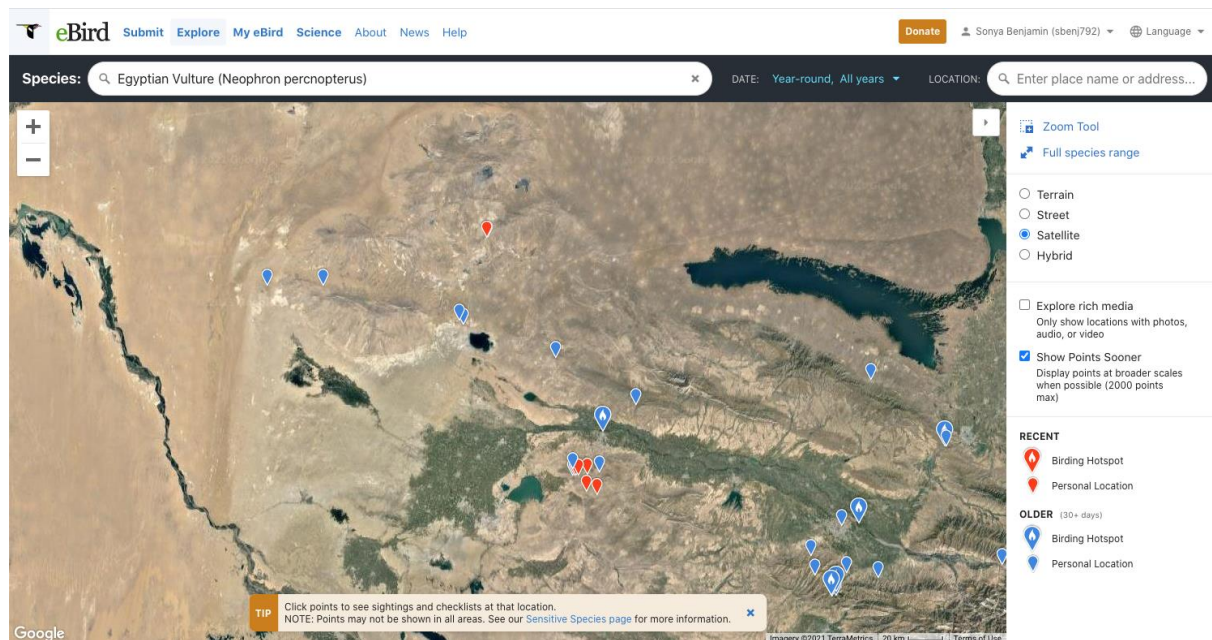 eBird
Submit
Explore
My eBird
Science
About
News
Help
Donate
Sonya Benjamin (sbenj792)
Language
Species:
Egyptian Vulture (Neophron percnopterus)
DATE:
Year-round, All years
LOCATION:
Enter place name or address...
Zoom Tool
Full species range
Terrain
Street
Satellite
Hybrid
Explore rich media
Only show locations with photos,
audio, or video
Show Points Sooner
Display points at broader scales
when possible (2000 points
max)
RECENT
Birding Hotspot
Personal Location
OLDER (30+ days)
Birding Hotspot
Personal Location
TIP
Click points to see sightings and checklists at that location.
NOTE: Points may not be shown in all areas. See our Sensitive Species page for more information.
Google
Imagery ©2021 TerraMetrics
20 km
Terms of Use